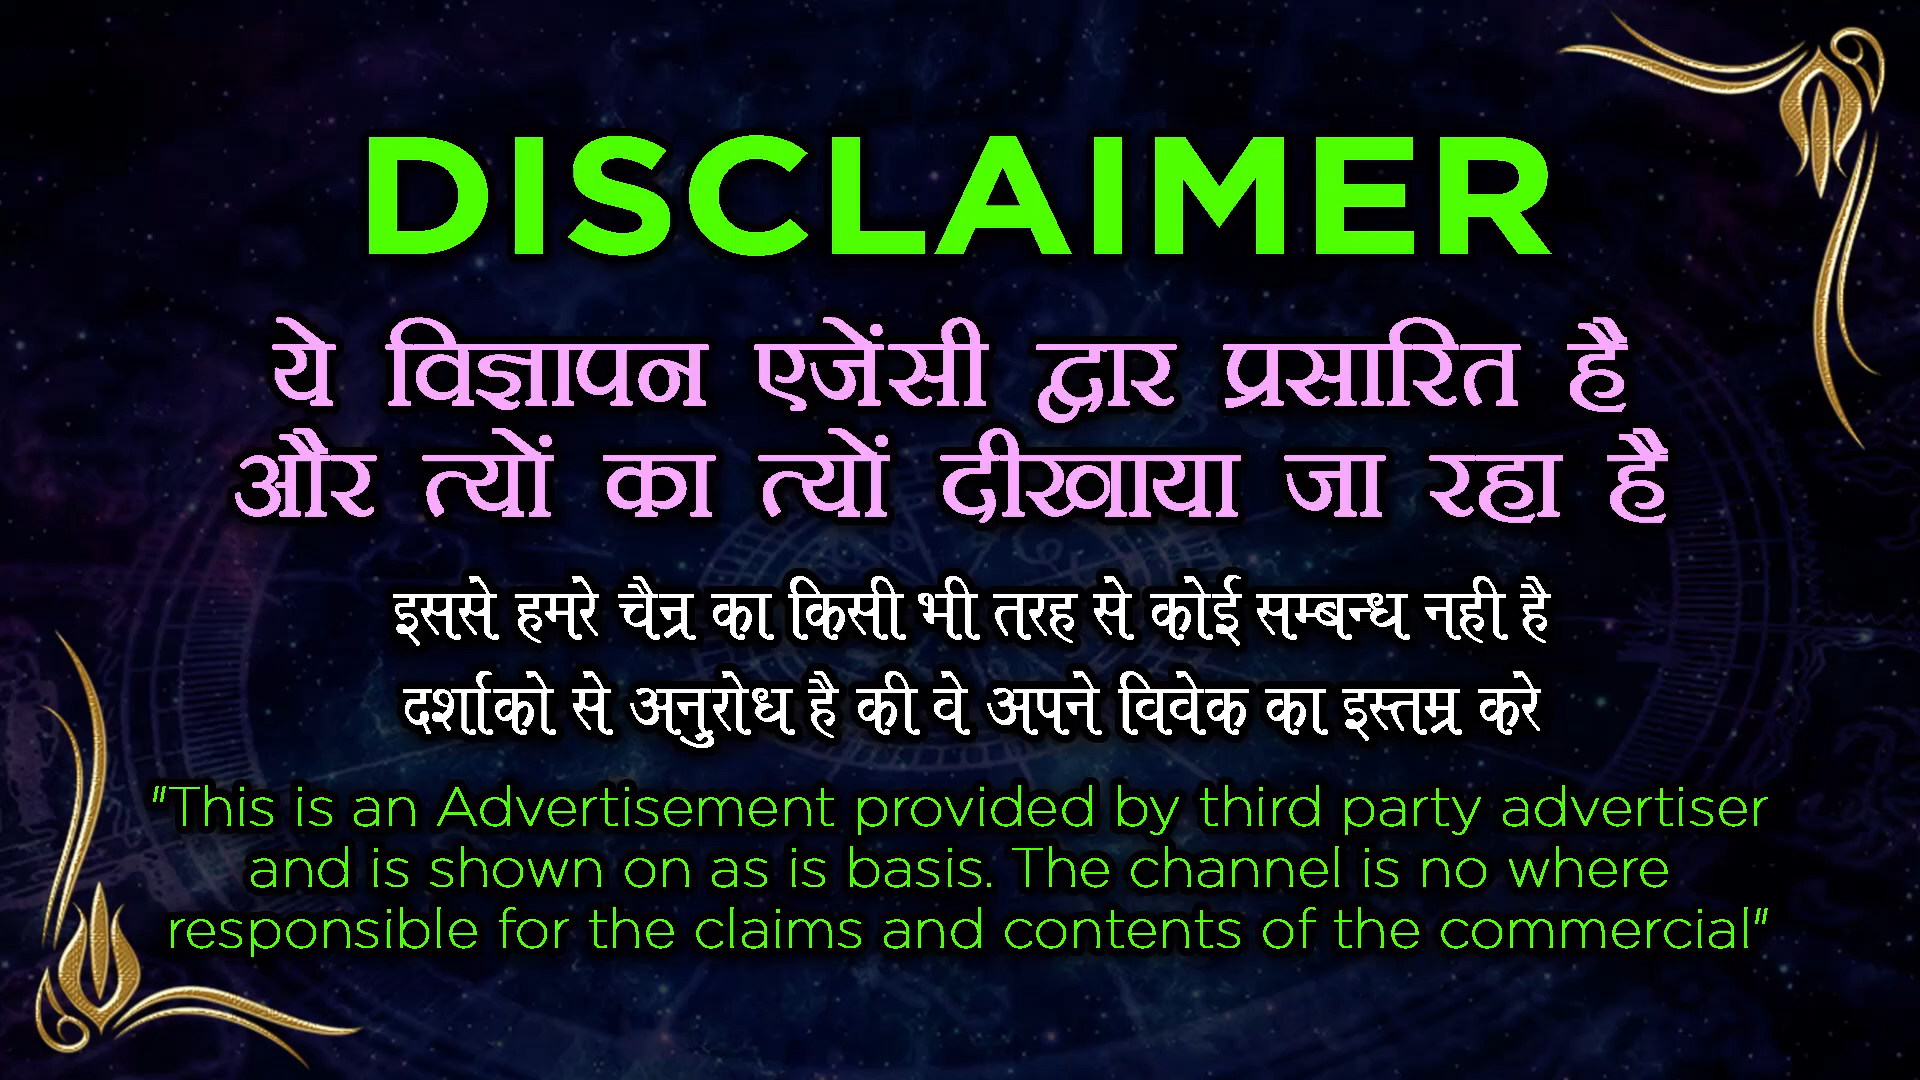 DISCLAIMER
ये विज्ञापन एजेंसी द्वार प्रसारित है
और त्यों का त्यों दीखाया जा रहा है
इससे हमरे चैन्र का किसी भी तरह से कोई सम्बन्ध नही है
दर्शाको से अनुरोध है की वे अपने विवेक का इस्तम्र करे
"This is an Advertisement provided by third party advertiser
and is shown on as is basis. The channel is no where
responsible for the claims and contents of the commercial"